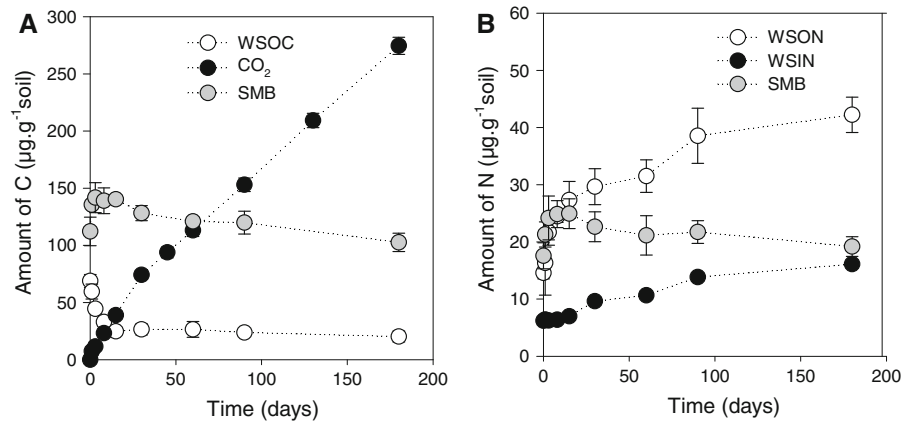 A
Amount of C (µg.g⁻¹soil)
300
250
200
150
100
50
0
WSOC
CO₂
SMB
0 50 100 150 200
Time (days)
B
Amount of N (µg.g⁻¹soil)
60
50
40
30
20
10
0
WSON
WSIN
SMB
0 50 100 150 200
Time (days)